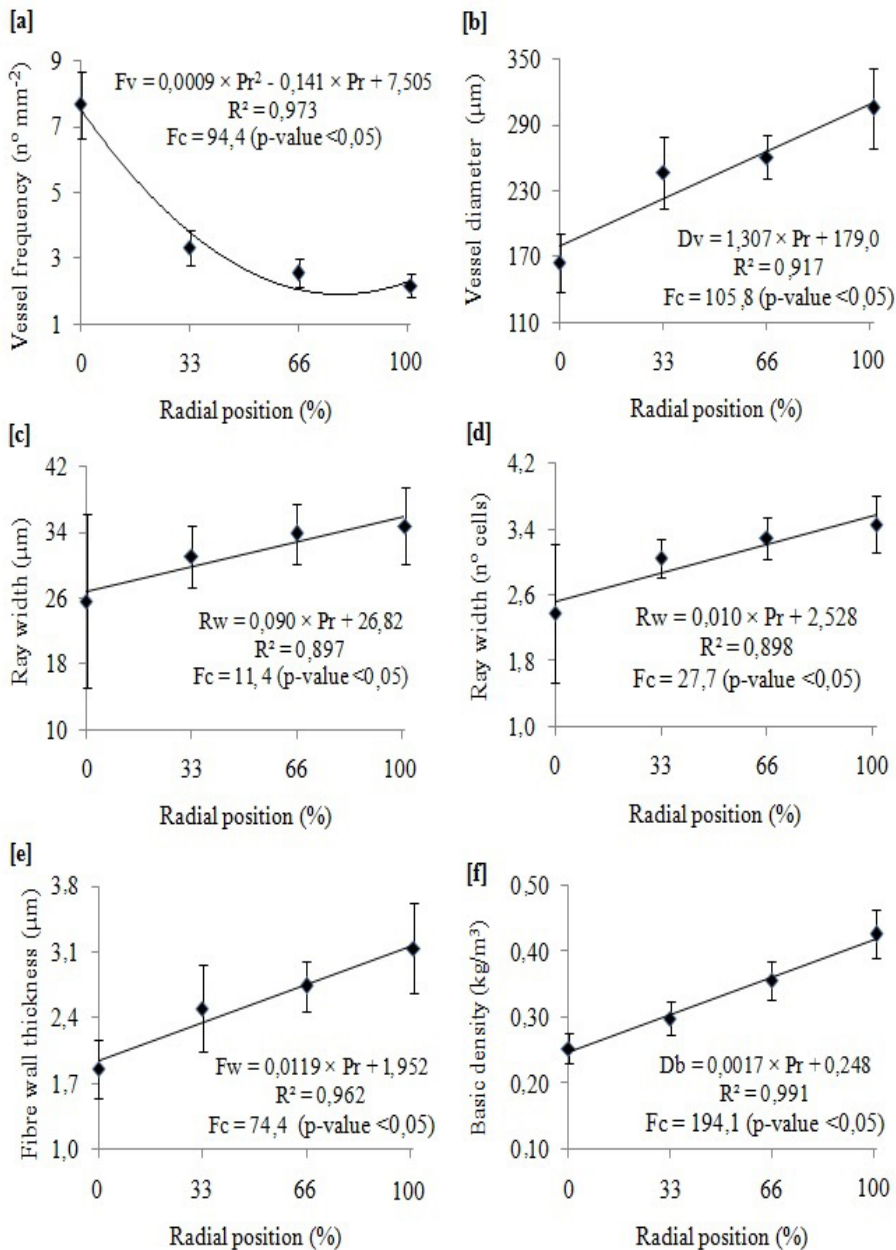 [a]
9
7
5
3
1
Vessel frequency (nº mm⁻²)
Fv = 0,0009 × Pr² - 0,141 × Pr + 7,505
R² = 0,973
Fc = 94,4 (p-value <0,05)
0 33 66 100
Radial position (%)
[b]
350
290
230
170
110
Vessel diameter (µm)
Dv = 1,307 × Pr + 179,0
R² = 0,917
Fc = 105,8 (p-value <0,05)
0 33 66 100
Radial position (%)
[c]
42
34
26
18
10
Ray width (µm)
Rw = 0,090 × Pr + 26,82
R² = 0,897
Fc = 11,4 (p-value <0,05)
0 33 66 100
Radial position (%)
[d]
4,2
3,4
2,6
1,8
1,0
Ray width (nº cells)
Rw = 0,010 × Pr + 2,528
R² = 0,898
Fc = 27,7 (p-value <0,05)
0 33 66 100
Radial position (%)
[e]
3,8
3,1
2,4
1,7
1,0
Fibre wall thickness (µm)
Fw = 0,0119 × Pr + 1,952
R² = 0,962
Fc = 74,4 (p-value <0,05)
0 33 66 100
Radial position (%)
[f]
0,50
0,40
0,30
0,20
0,10
Basic density (kg/m³)
Db = 0,0017 × Pr + 0,248
R² = 0,991
Fc = 194,1 (p-value <0,05)
0 33 66 100
Radial position (%)